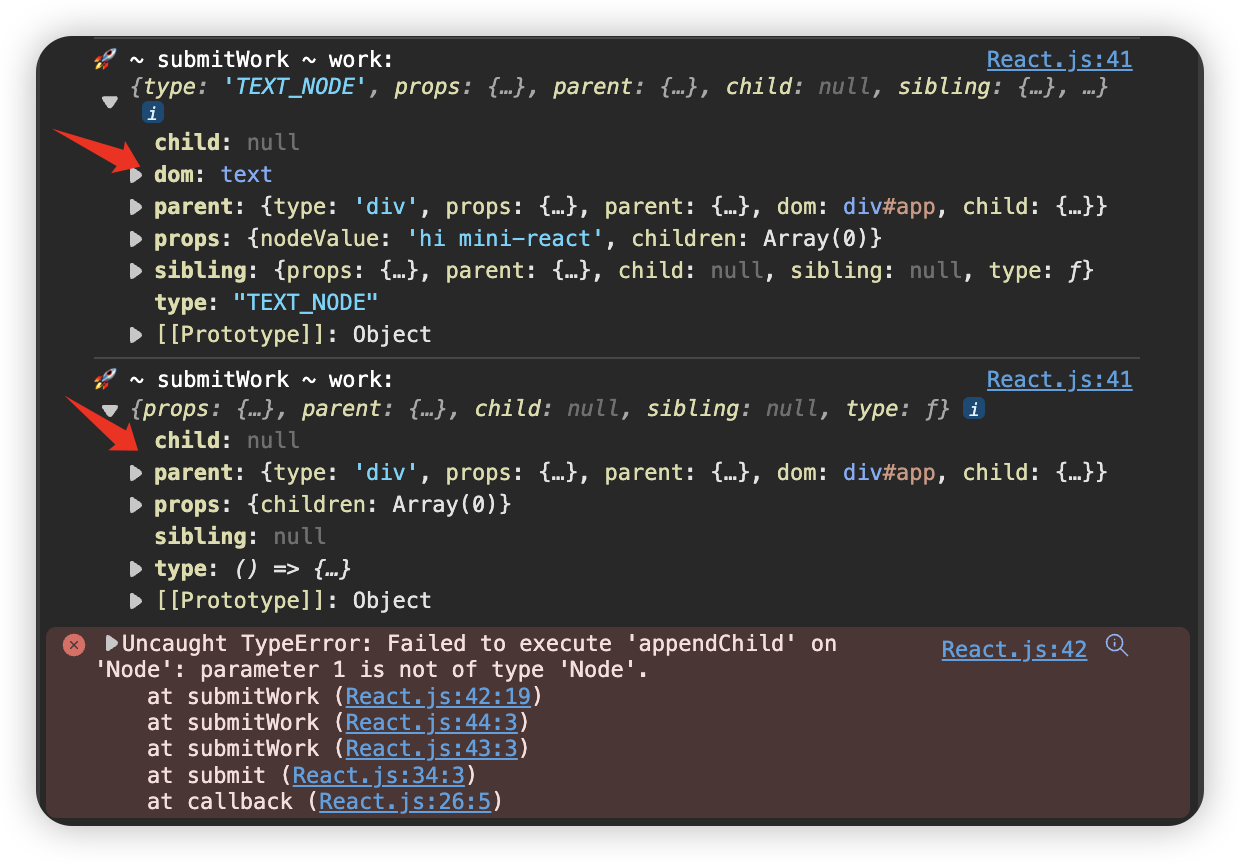 🚀 ~ submitWork ~ work: React.js:41
{type: 'TEXT_NODE', props: {…}, parent: {…}, child: null, sibling: {…}, …}
i
child: null
dom: text
parent: {type: 'div', props: {…}, parent: {…}, dom: div#app, child: {…}}
props: {nodeValue: 'hi mini-react', children: Array(0)}
sibling: {props: {…}, parent: {…}, child: null, sibling: null, type: ƒ}
type: "TEXT_NODE"
[[Prototype]]: Object
🚀 ~ submitWork ~ work: React.js:41
{props: {…}, parent: {…}, child: null, sibling: null, type: ƒ} i
child: null
parent: {type: 'div', props: {…}, parent: {…}, dom: div#app, child: {…}}
props: {children: Array(0)}
sibling: null
type: () => {…}
[[Prototype]]: Object
Uncaught TypeError: Failed to execute 'appendChild' on React.js:42
'Node': parameter 1 is not of type 'Node'.
at submitWork (React.js:42:19)
at submitWork (React.js:44:3)
at submitWork (React.js:43:3)
at submit (React.js:34:3)
at callback (React.js:26:5)